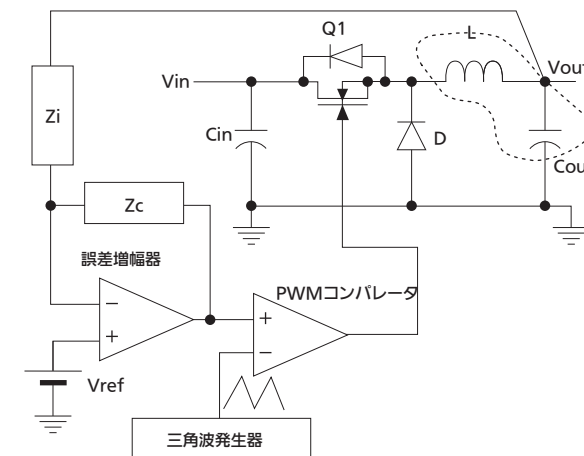 Q1
L
Vin
Vout
Zi
Cin
D
Cou
Zc
誤差増幅器
PWMコンパレータ
−
+
+
−
Vref
三角波発生器